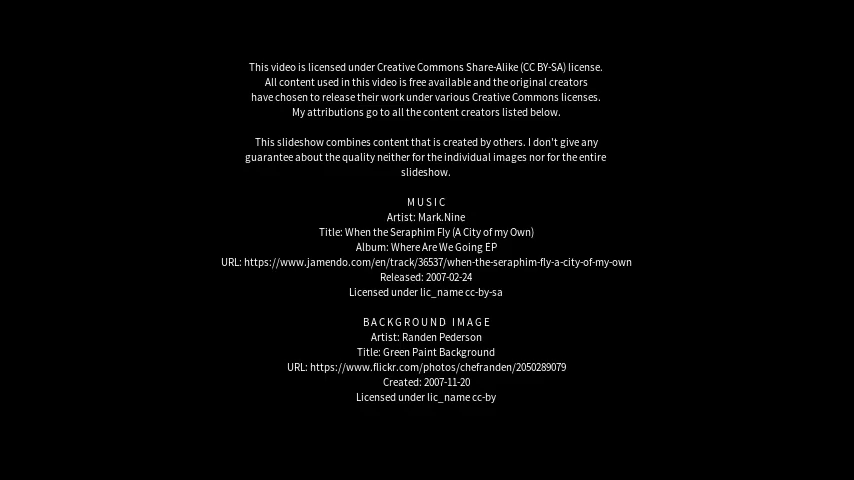 This video is licensed under Creative Commons Share-Alike (CC BY-SA) license.
All content used in this video is free available and the original creators
have chosen to release their work under various Creative Commons licenses.
My attributions go to all the content creators listed below.
This slideshow combines content that is created by others. I don't give any
guarantee about the quality neither for the individual images nor for the entire
slideshow.
MUSIC
Artist: Mark.Nine
Title: When the Seraphim Fly (A City of my Own)
Album: Where Are We Going EP
URL: https://www.jamendo.com/en/track/36537/when-the-seraphim-fly-a-city-of-my-own
Released: 2007-02-24
Licensed under lic_name cc-by-sa
BACKGROUND IMAGE
Artist: Randen Pederson
Title: Green Paint Background
URL: https://www.flickr.com/photos/chefranden/2050289079
Created: 2007-11-20
Licensed under lic_name cc-by